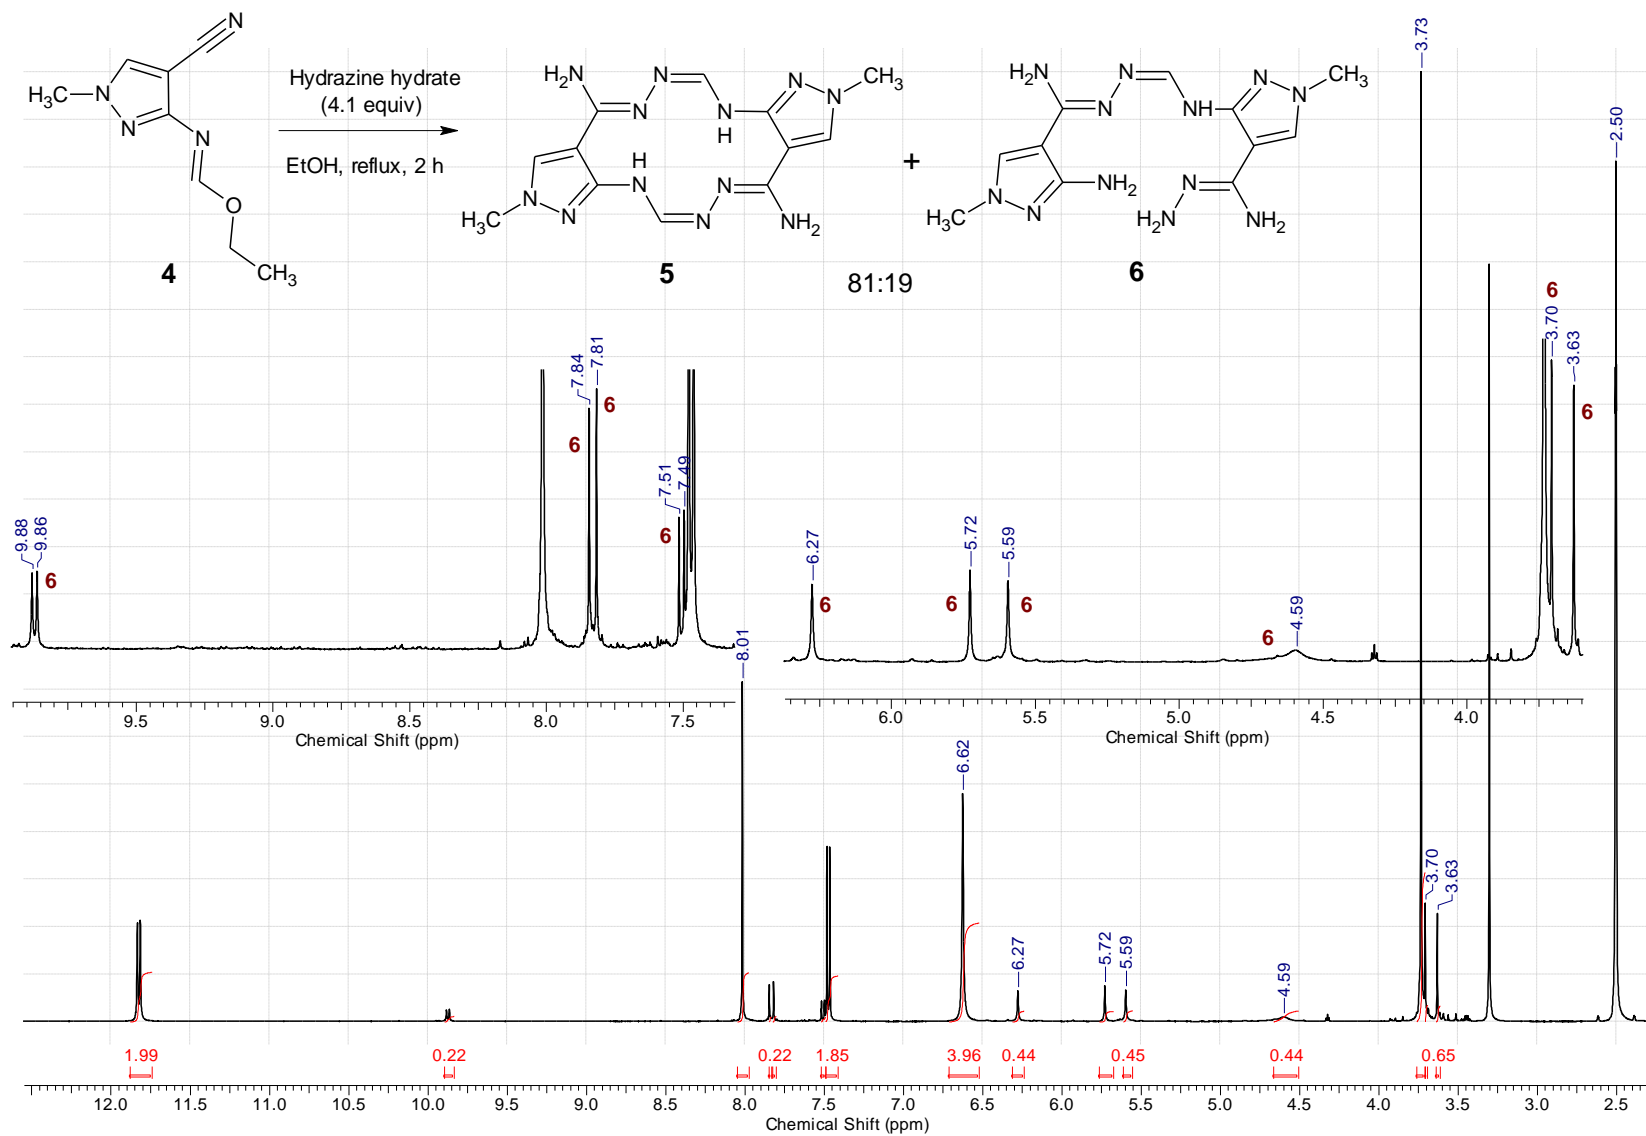 N
H3C
N
N
N
O
CH3
4
Hydrazine hydrate
(4.1 equiv)
EtOH, reflux, 2 h
H2N
N
N
N
H
N
N
CH3
H
N
N
N
NH2
N
N
H3C
5
+
H2N
N
N
NH
N
N
CH3
NH2
N
N
H3C
N
H2N
NH2
6
81:19
3.73
2.50
9.88
9.86
6
7.84
7.81
6
6
7.51
7.49
6
9.5 9.0 8.5 8.0 7.5
Chemical Shift (ppm)
6.27
6
5.72
6
5.59
6
4.59
6
6
3.70
3.63
6
6.0 5.5 5.0 4.5 4.0
Chemical Shift (ppm)
8.01
6.62
6.27
5.72
5.59
4.59
3.70
3.63
1.99 0.22 0.22 1.85 3.96 0.44 0.45 0.44 0.65
12.0 11.5 11.0 10.5 10.0 9.5 9.0 8.5 8.0 7.5 7.0 6.5 6.0 5.5 5.0 4.5 4.0 3.5 3.0 2.5
Chemical Shift (ppm)